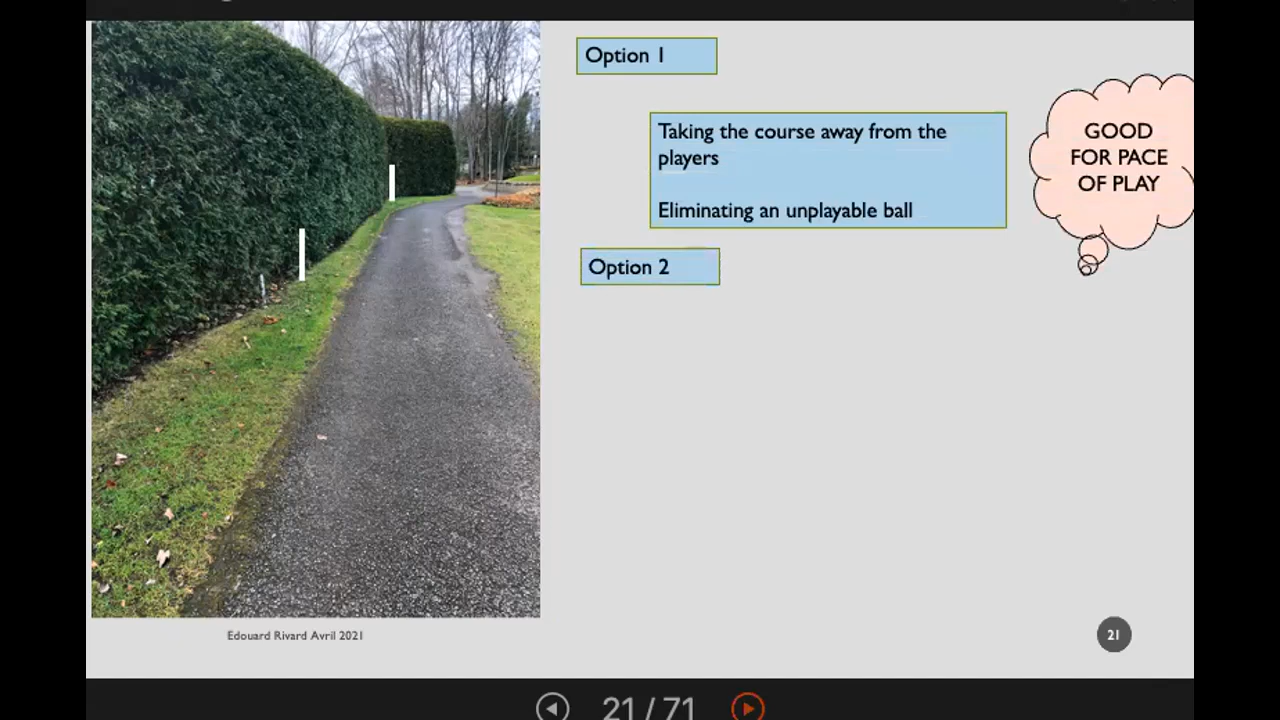 Option 1
Taking the course away from the
players
Eliminating an unplayable ball
GOOD
FOR PACE
OF PLAY
Option 2
Edouard Rivard Avril 2021
21
21 / 71